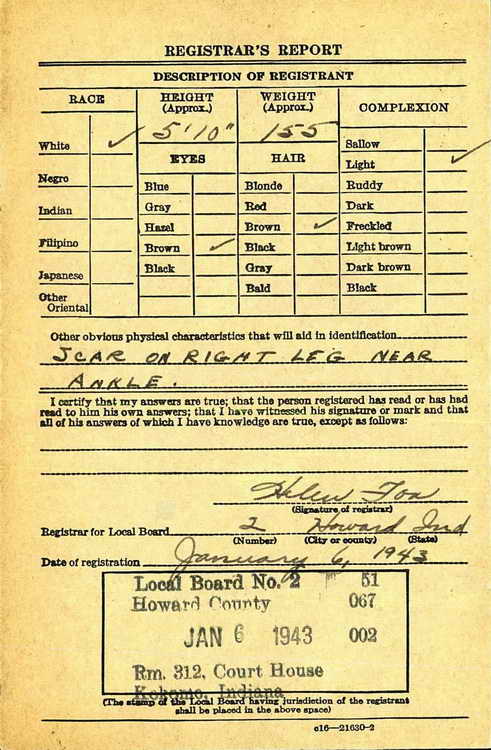 REGISTRAR'S REPORT
DESCRIPTION OF REGISTRANT
RACE
HEIGHT (Approx.)
WEIGHT (Approx.)
COMPLEXION
5'10"
155
White ✓
EYES
HAIR
Sallow
Light ✓
Negro
Blue
Blonde
Ruddy
Indian
Gray
Red
Dark
Hazel
Brown ✓
Freckled
Filipino
Brown ✓
Black
Light brown
Japanese
Black
Gray
Dark brown
Other Oriental
Bald
Black
Other obvious physical characteristics that will aid in identification
SCAR ON RIGHT LEG NEAR
ANKLE.
I certify that my answers are true; that the person registered has read or has had
read to him his own answers; that I have witnessed his signature or mark and that
all of his answers of which I have knowledge are true, except as follows:
Helen
(Signature of registrar)
Registrar for Local Board 2 Howard Ind
(Number) (City or county) (State)
Date of registration January 6, 1943
Local Board No. 2 51
Howard County 067
JAN 6 1943 002
Rm. 312, Court House
Kokomo, Indiana
(The stamp of the Local Board having jurisdiction of the registrant
shall be placed in the above space)
c16—21630-2